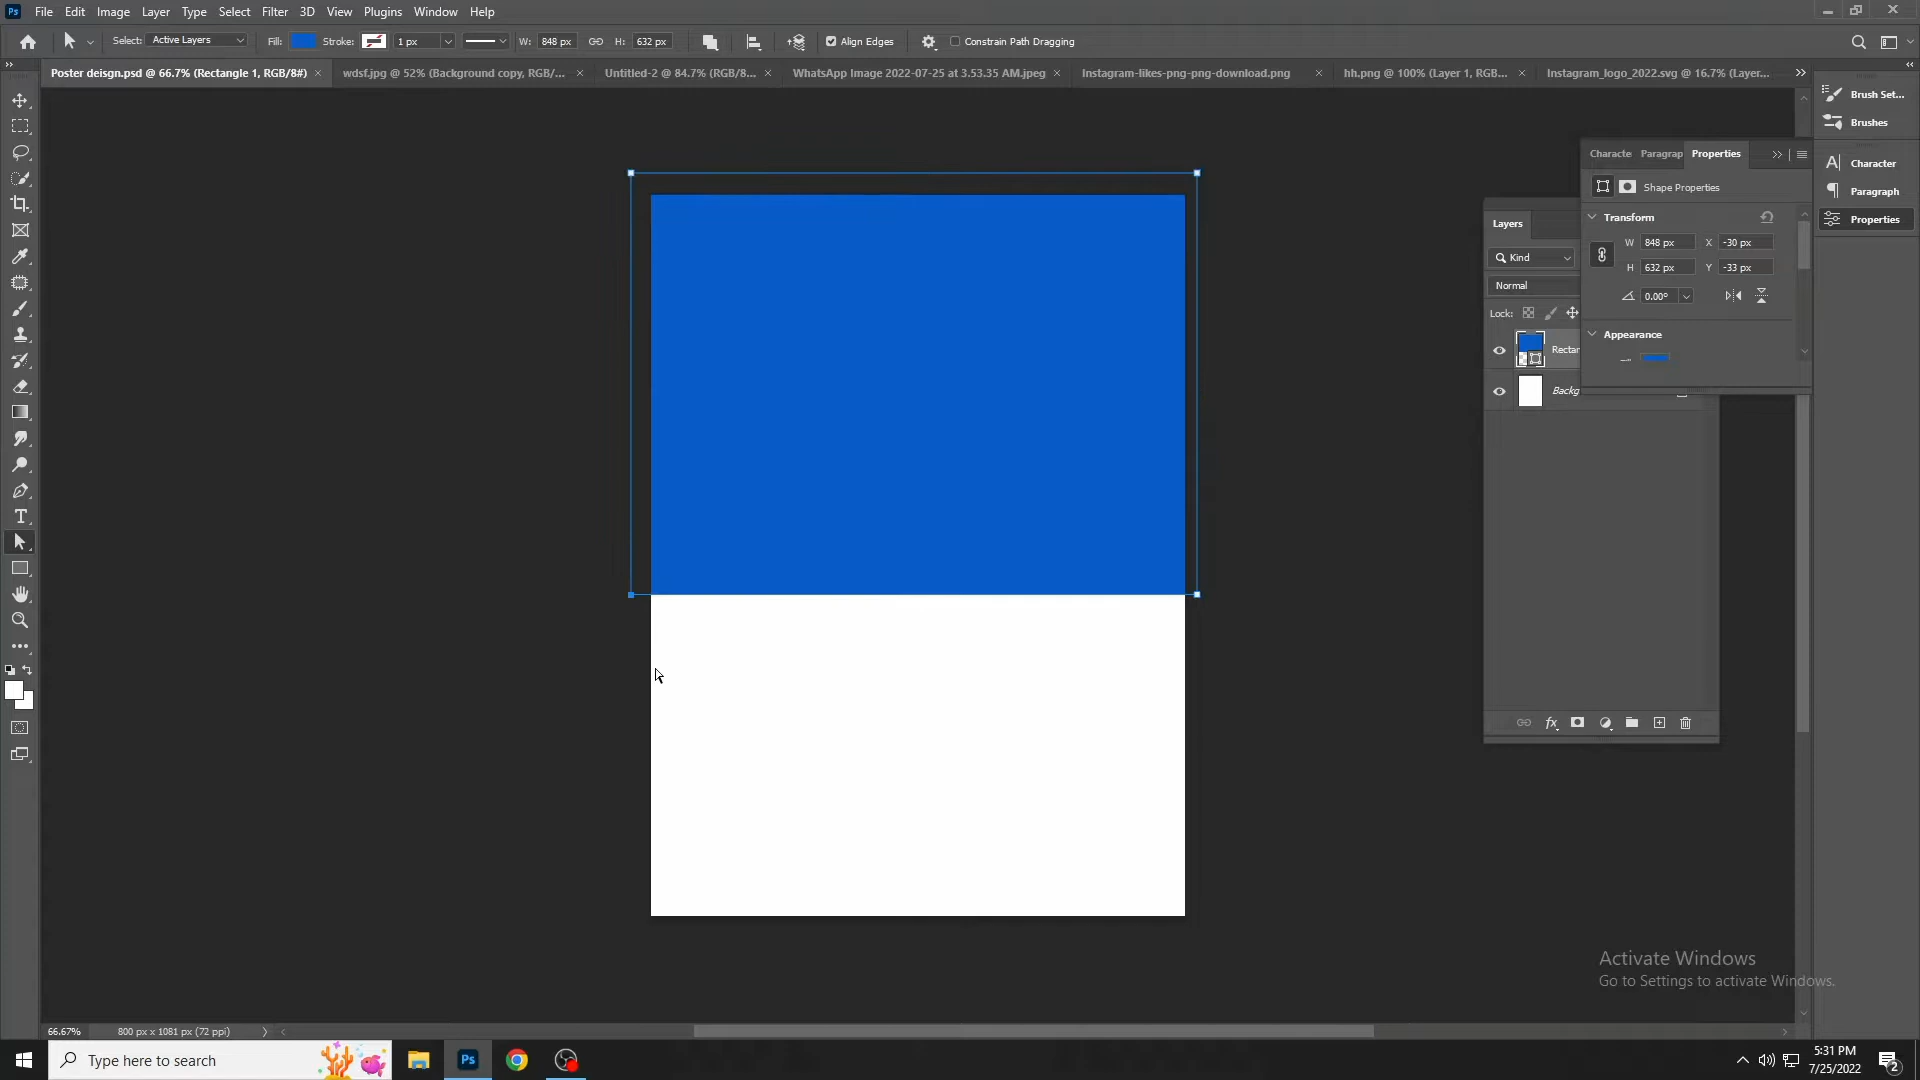 Ps File Edit Image Layer Type Select Filter 3D View Plugins Window Help
Select: Active Layers Fill: Stroke: 1 px W: 848 px H: 632 px Align Edges Constrain Path Dragging
Poster deisgn.psd @ 66.7% (Rectangle 1, RGB/8#) × wdsf.jpg @ 52% (Background copy, RGB/... × Untitled-2 @ 84.7% (RGB/8... × WhatsApp Image 2022-07-25 at 3.53.35 AM.jpeg × Instagram-likes-png-png-download.png × hh.png @ 100% (Layer 1, RGB... × Instagram_logo_2022.svg @ 16.7% (Layer...
Brush Set...
Brushes
Character
Paragraph
Properties
Characte Paragrap Properties
Shape Properties
Transform
W 848 px X -30 px
H 632 px Y -33 px
0.00°
Appearance
Layers
Kind
Normal
Lock:
Rectan
Backg
Activate Windows
Go to Settings to activate Windows.
66.67% 800 px x 1081 px (72 ppi)
Type here to search
Ps
5:31 PM
7/25/2022
2